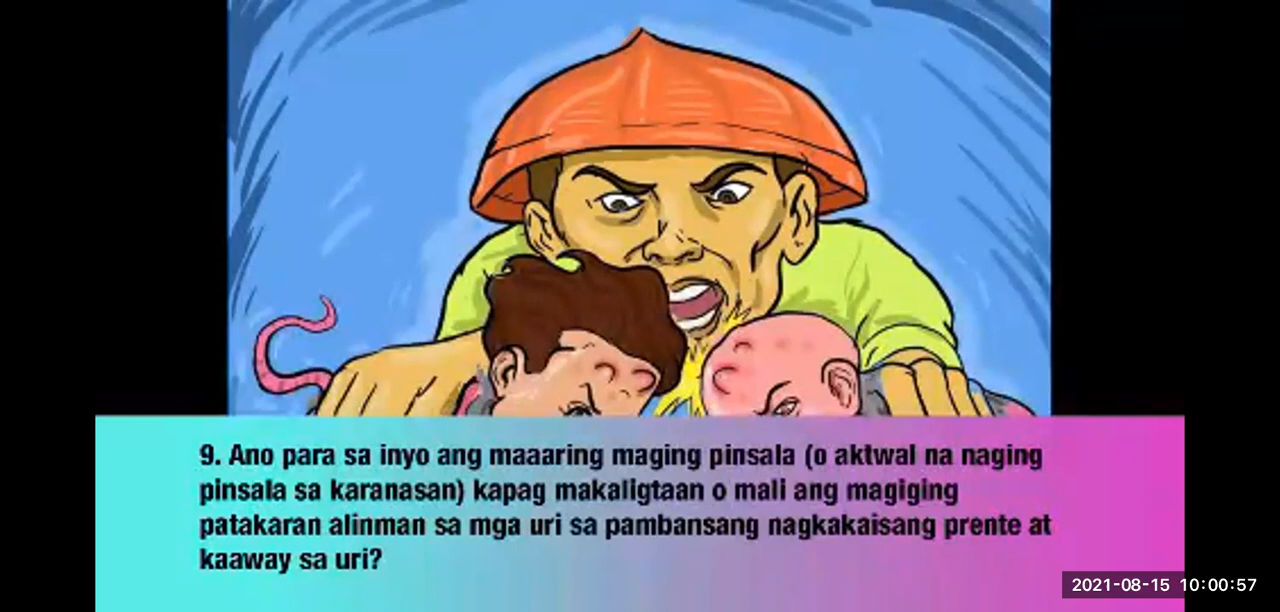 9. Ano para sa inyo ang maaaring maging pinsala (o aktwal na naging
pinsala sa karanasan) kapag makaligtaan o mali ang magiging
patakaran alinman sa mga uri sa pambansang nagkakaisang prente at
kaaway sa uri?
2021-08-15 10:00:57